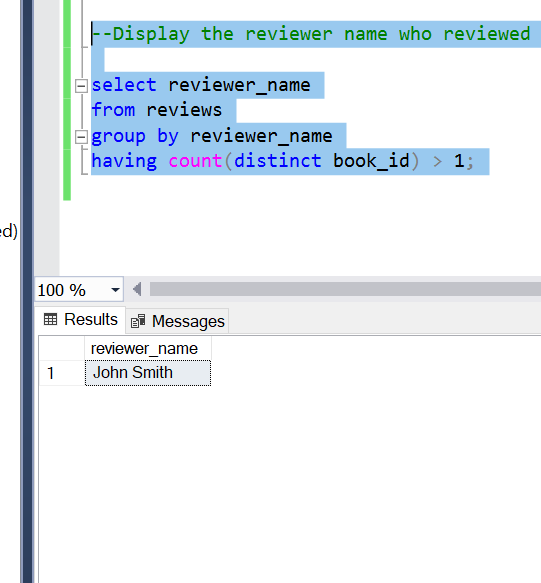 --Display the reviewer name who reviewed
select reviewer_name
from reviews
group by reviewer_name
having count(distinct book_id) > 1;
ed)
100 %
Results Messages
reviewer_name
1 John Smith